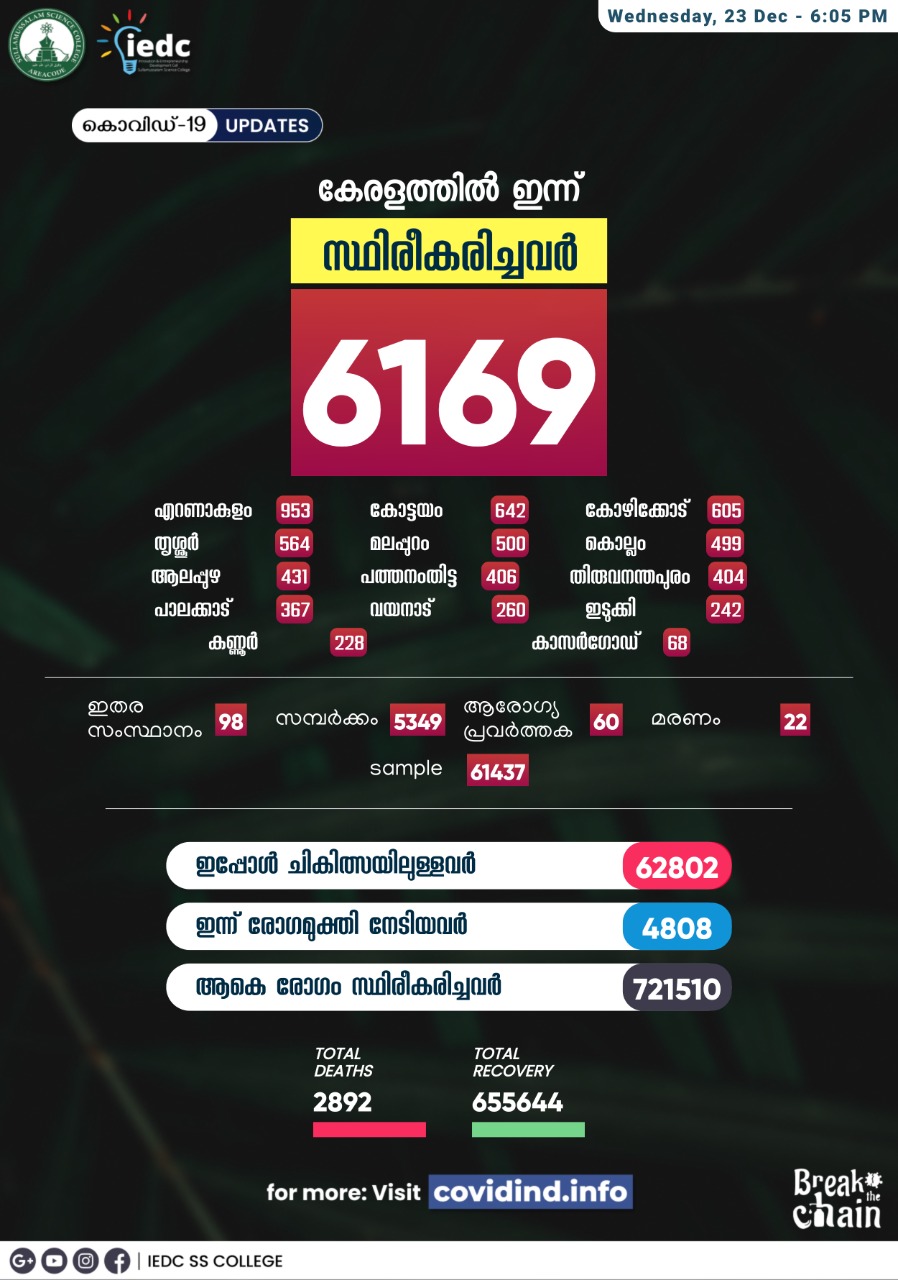 Wednesday, 23 Dec - 6:05 PM
SULLAMUSSALAM SCIENCE COLLEGE
AREACODE
iedc
കൊവിഡ്-19 UPDATES
കേരളത്തിൽ ഇന്ന്
സ്ഥിരീകരിച്ചവർ
6169
എറണാകുളം 953 കോട്ടയം 642 കോഴിക്കോട് 605
തൃശ്ശൂർ 564 മലപ്പുറം 500 കൊല്ലം 499
ആലപ്പുഴ 431 പത്തനംതിട്ട 406 തിരുവനന്തപുരം 404
പാലക്കാട് 367 വയനാട് 260 ഇടുക്കി 242
കണ്ണൂർ 228 കാസർഗോഡ് 68
ഇതര
സംസ്ഥാനം 98
സമ്പർക്കം 5349
ആരോഗ്യ
പ്രവർത്തക 60
മരണം 22
sample 61437
ഇപ്പോൾ ചികിത്സയിലുള്ളവർ 62802
ഇന്ന് രോഗമുക്തി നേടിയവർ 4808
ആകെ രോഗം സ്ഥിരീകരിച്ചവർ 721510
TOTAL
DEATHS
2892
TOTAL
RECOVERY
655644
for more: Visit covidind.info
Break
the
chain
IEDC SS COLLEGE